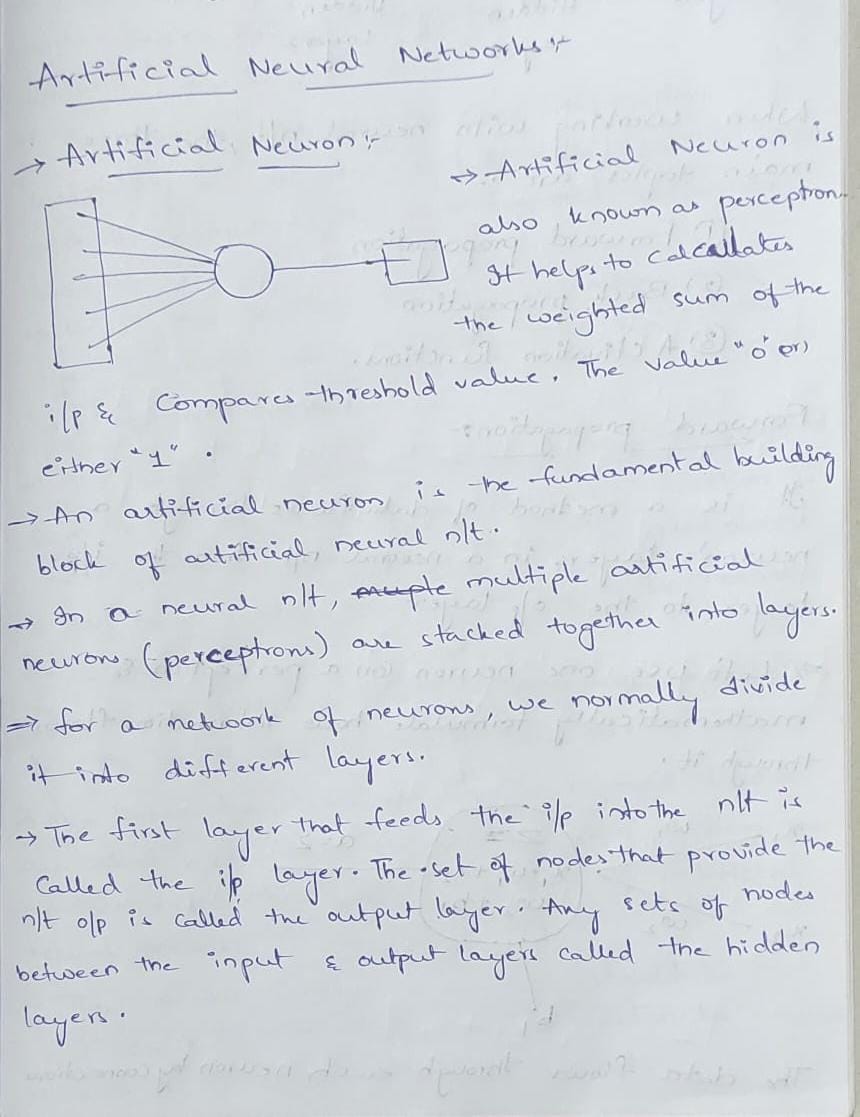 Artificial Neural Networks :-
→ Artificial Neuron :-
→ Artificial Neuron is
also known as perception.
It helps to calcallates
the weighted sum of the
i/p & Compares threshold value. The value "0" or)
either "1" .
→ An artificial neuron is the fundamental building
block of artificial neural n/t.
→ In a neural n/t, multiple artificial
neurons (perceptrons) are stacked together into layers.
⇒ for a network of neurons, we normally divide
it into different layers.
→ The first layer that feeds the i/p into the n/t is
called the i/p layer. The set of nodes that provide the
n/t o/p is called the output layer. Any sets of nodes
between the input & output layers called the hidden
layers.